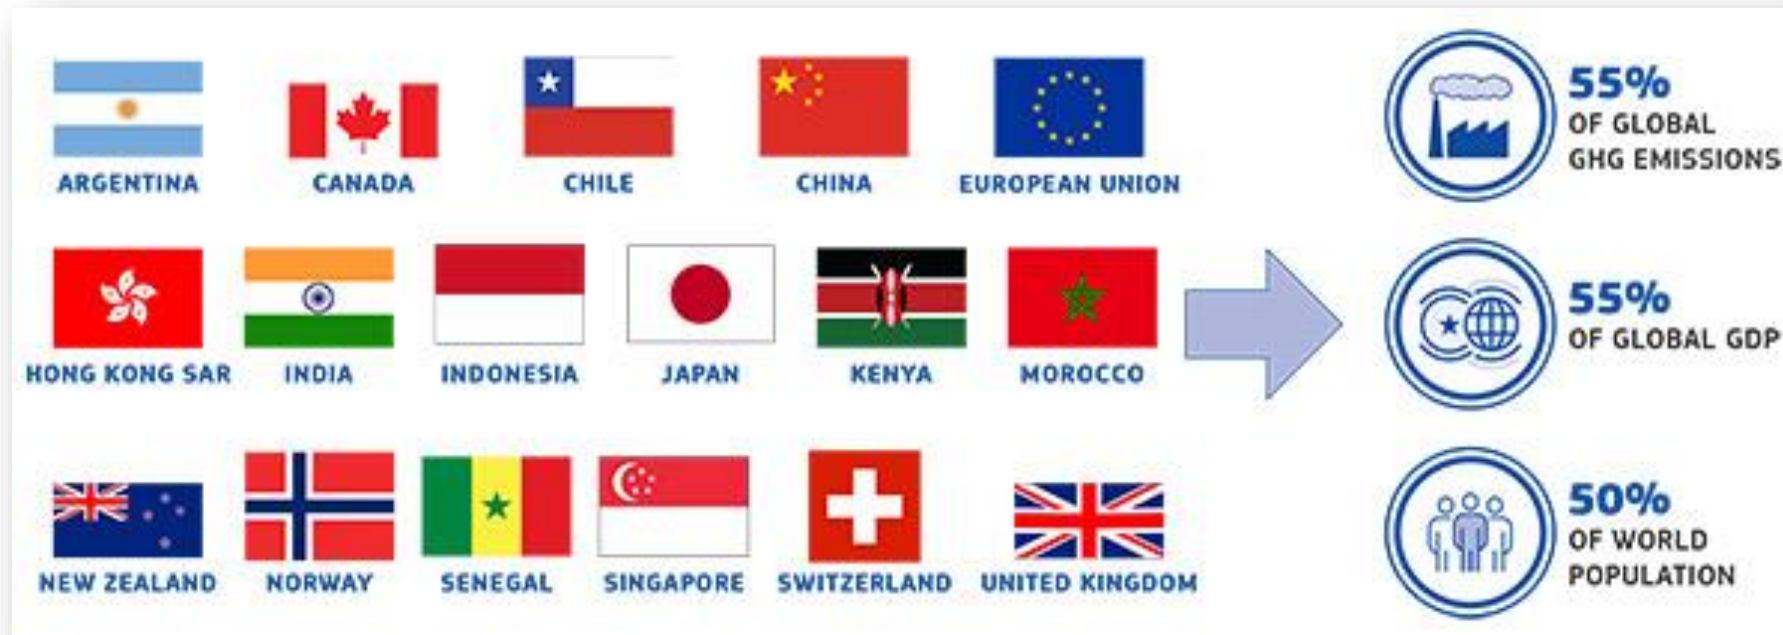 ARGENTINA
CANADA
CHILE
CHINA
EUROPEAN UNION
55%
OF GLOBAL
GHG EMISSIONS
HONG KONG SAR
INDIA
INDONESIA
JAPAN
KENYA
MOROCCO
55%
OF GLOBAL GDP
NEW ZEALAND
NORWAY
SENEGAL
SINGAPORE
SWITZERLAND
UNITED KINGDOM
50%
OF WORLD
POPULATION